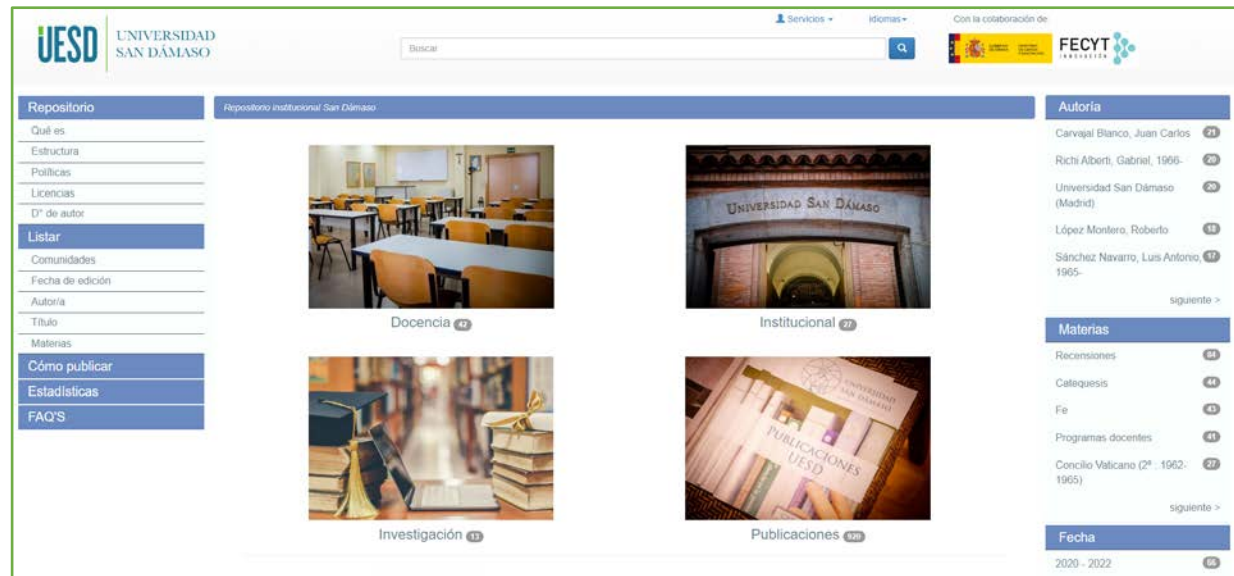 UESD
UNIVERSIDAD
SAN DÁMASO
Servicios
Idiomas
Con la colaboración de
Buscar
FECYT
INNOVACIÓN
Repositorio
Qué es
Estructura
Políticas
Licencias
Dº de autor
Listar
Comunidades
Fecha de edición
Autor/a
Título
Materias
Cómo publicar
Estadísticas
FAQ'S
Repositorio institucional San Dámaso
Docencia 42
UNIVERSIDAD SAN DÁMASO
Institucional 27
Investigación 13
UNIVERSIDAD
SAN DÁMASO
PUBLICACIONES
UESD
Publicaciones 920
Autoría
Carvajal Blanco, Juan Carlos 21
Richi Alberti, Gabriel, 1966- 20
Universidad San Dámaso 20
(Madrid)
López Montero, Roberto 18
Sánchez Navarro, Luis Antonio, 17
1965-
siguiente >
Materias
Recensiones 84
Catequesis 44
Fe 43
Programas docentes 41
Concilio Vaticano (2º : 1962- 27
1965)
siguiente >
Fecha
2020 - 2022 66